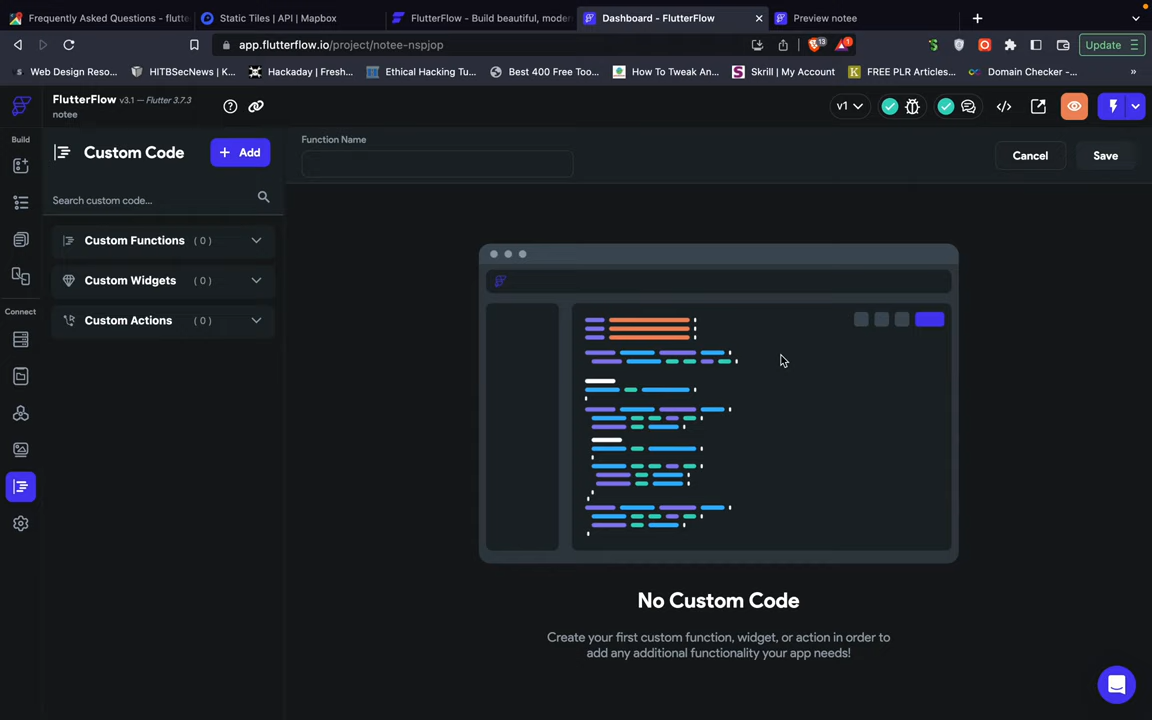 Frequently Asked Questions - flutte
Static Tiles | API | Mapbox
FlutterFlow - Build beautiful, moder
Dashboard - FlutterFlow
Preview notee
app.flutterflow.io/project/notee-nspjop
13
1
Update
Web Design Reso...
HITBSecNews | K...
Hackaday | Fresh...
Ethical Hacking Tu...
Best 400 Free Too...
How To Tweak An...
Skrill | My Account
FREE PLR Articles...
Domain Checker -...
»
FlutterFlow v3.1 – Flutter 3.7.3
notee
v1
Build
Custom Code
+ Add
Function Name
Cancel
Save
Search custom code...
Custom Functions ( 0 )
Custom Widgets ( 0 )
Custom Actions ( 0 )
Connect
No Custom Code
Create your first custom function, widget, or action in order to
add any additional functionality your app needs!